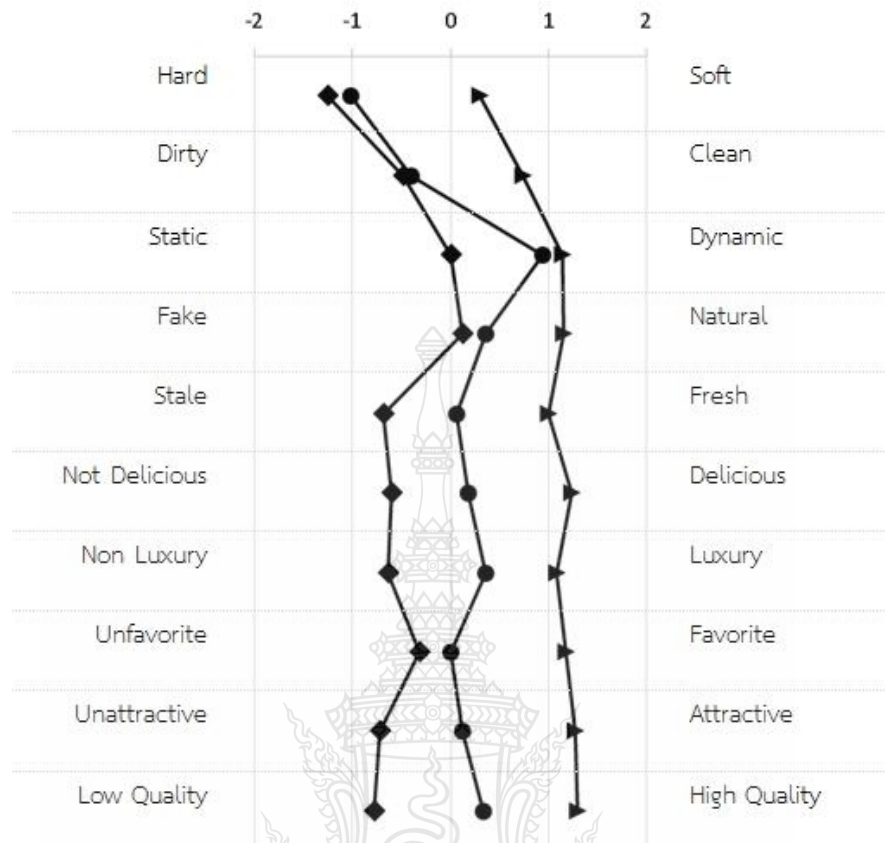 -2 -1 0 1 2
Hard Soft
Dirty Clean
Static Dynamic
Fake Natural
Stale Fresh
Not Delicious Delicious
Non Luxury Luxury
Unfavorite Favorite
Unattractive Attractive
Low Quality High Quality